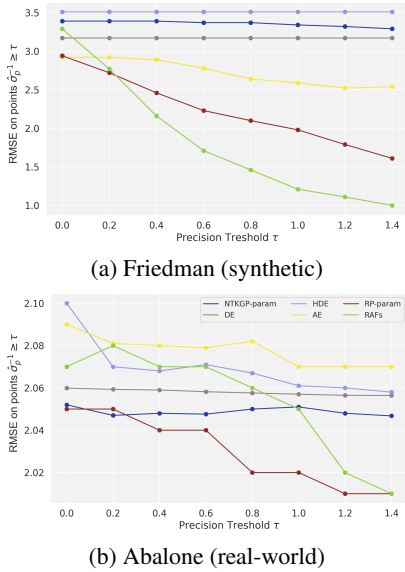 3.5
3.0
2.5
2.0
1.5
1.0
RMSE on points σ̂ₚ⁻¹ ≥ τ
0.0 0.2 0.4 0.6 0.8 1.0 1.2 1.4
Precision Treshold τ
(a) Friedman (synthetic)
NTKGP-param HDE RP-param
DE AE RAFs
2.10
2.08
2.06
2.04
2.02
RMSE on points σ̂ₚ⁻¹ ≥ τ
0.0 0.2 0.4 0.6 0.8 1.0 1.2 1.4
Precision Treshold τ
(b) Abalone (real-world)